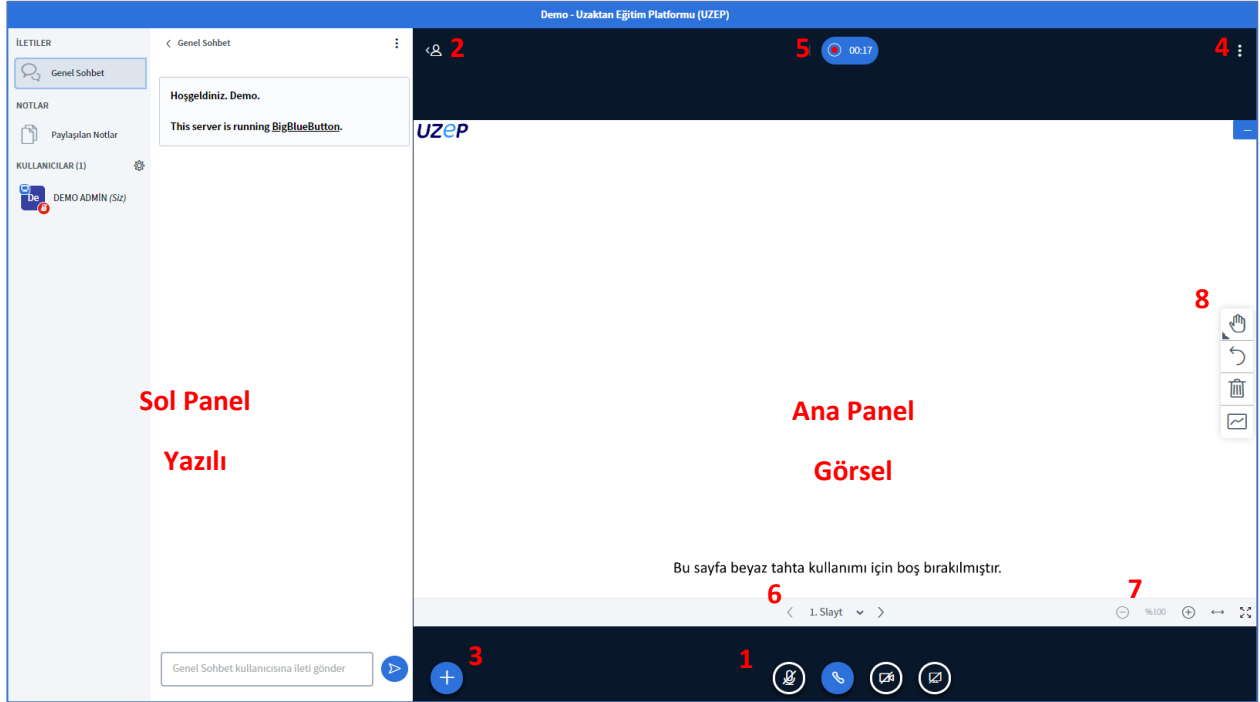 Demo - Uzaktan Eğitim Platformu (UZEP)
İLETİLER
Genel Sohbet
NOTLAR
Paylaşılan Notlar
KULLANICILAR (1)
De
DEMO ADMİN (Siz)
Genel Sohbet
Hoşgeldiniz. Demo.
This server is running BigBlueButton.
Sol Panel
Yazılı
Genel Sohbet kullanıcısına ileti gönder
2
5
00:17
4
UZeP
8
Ana Panel
Görsel
Bu sayfa beyaz tahta kullanımı için boş bırakılmıştır.
6
1. Slayt
7
%100
3
1